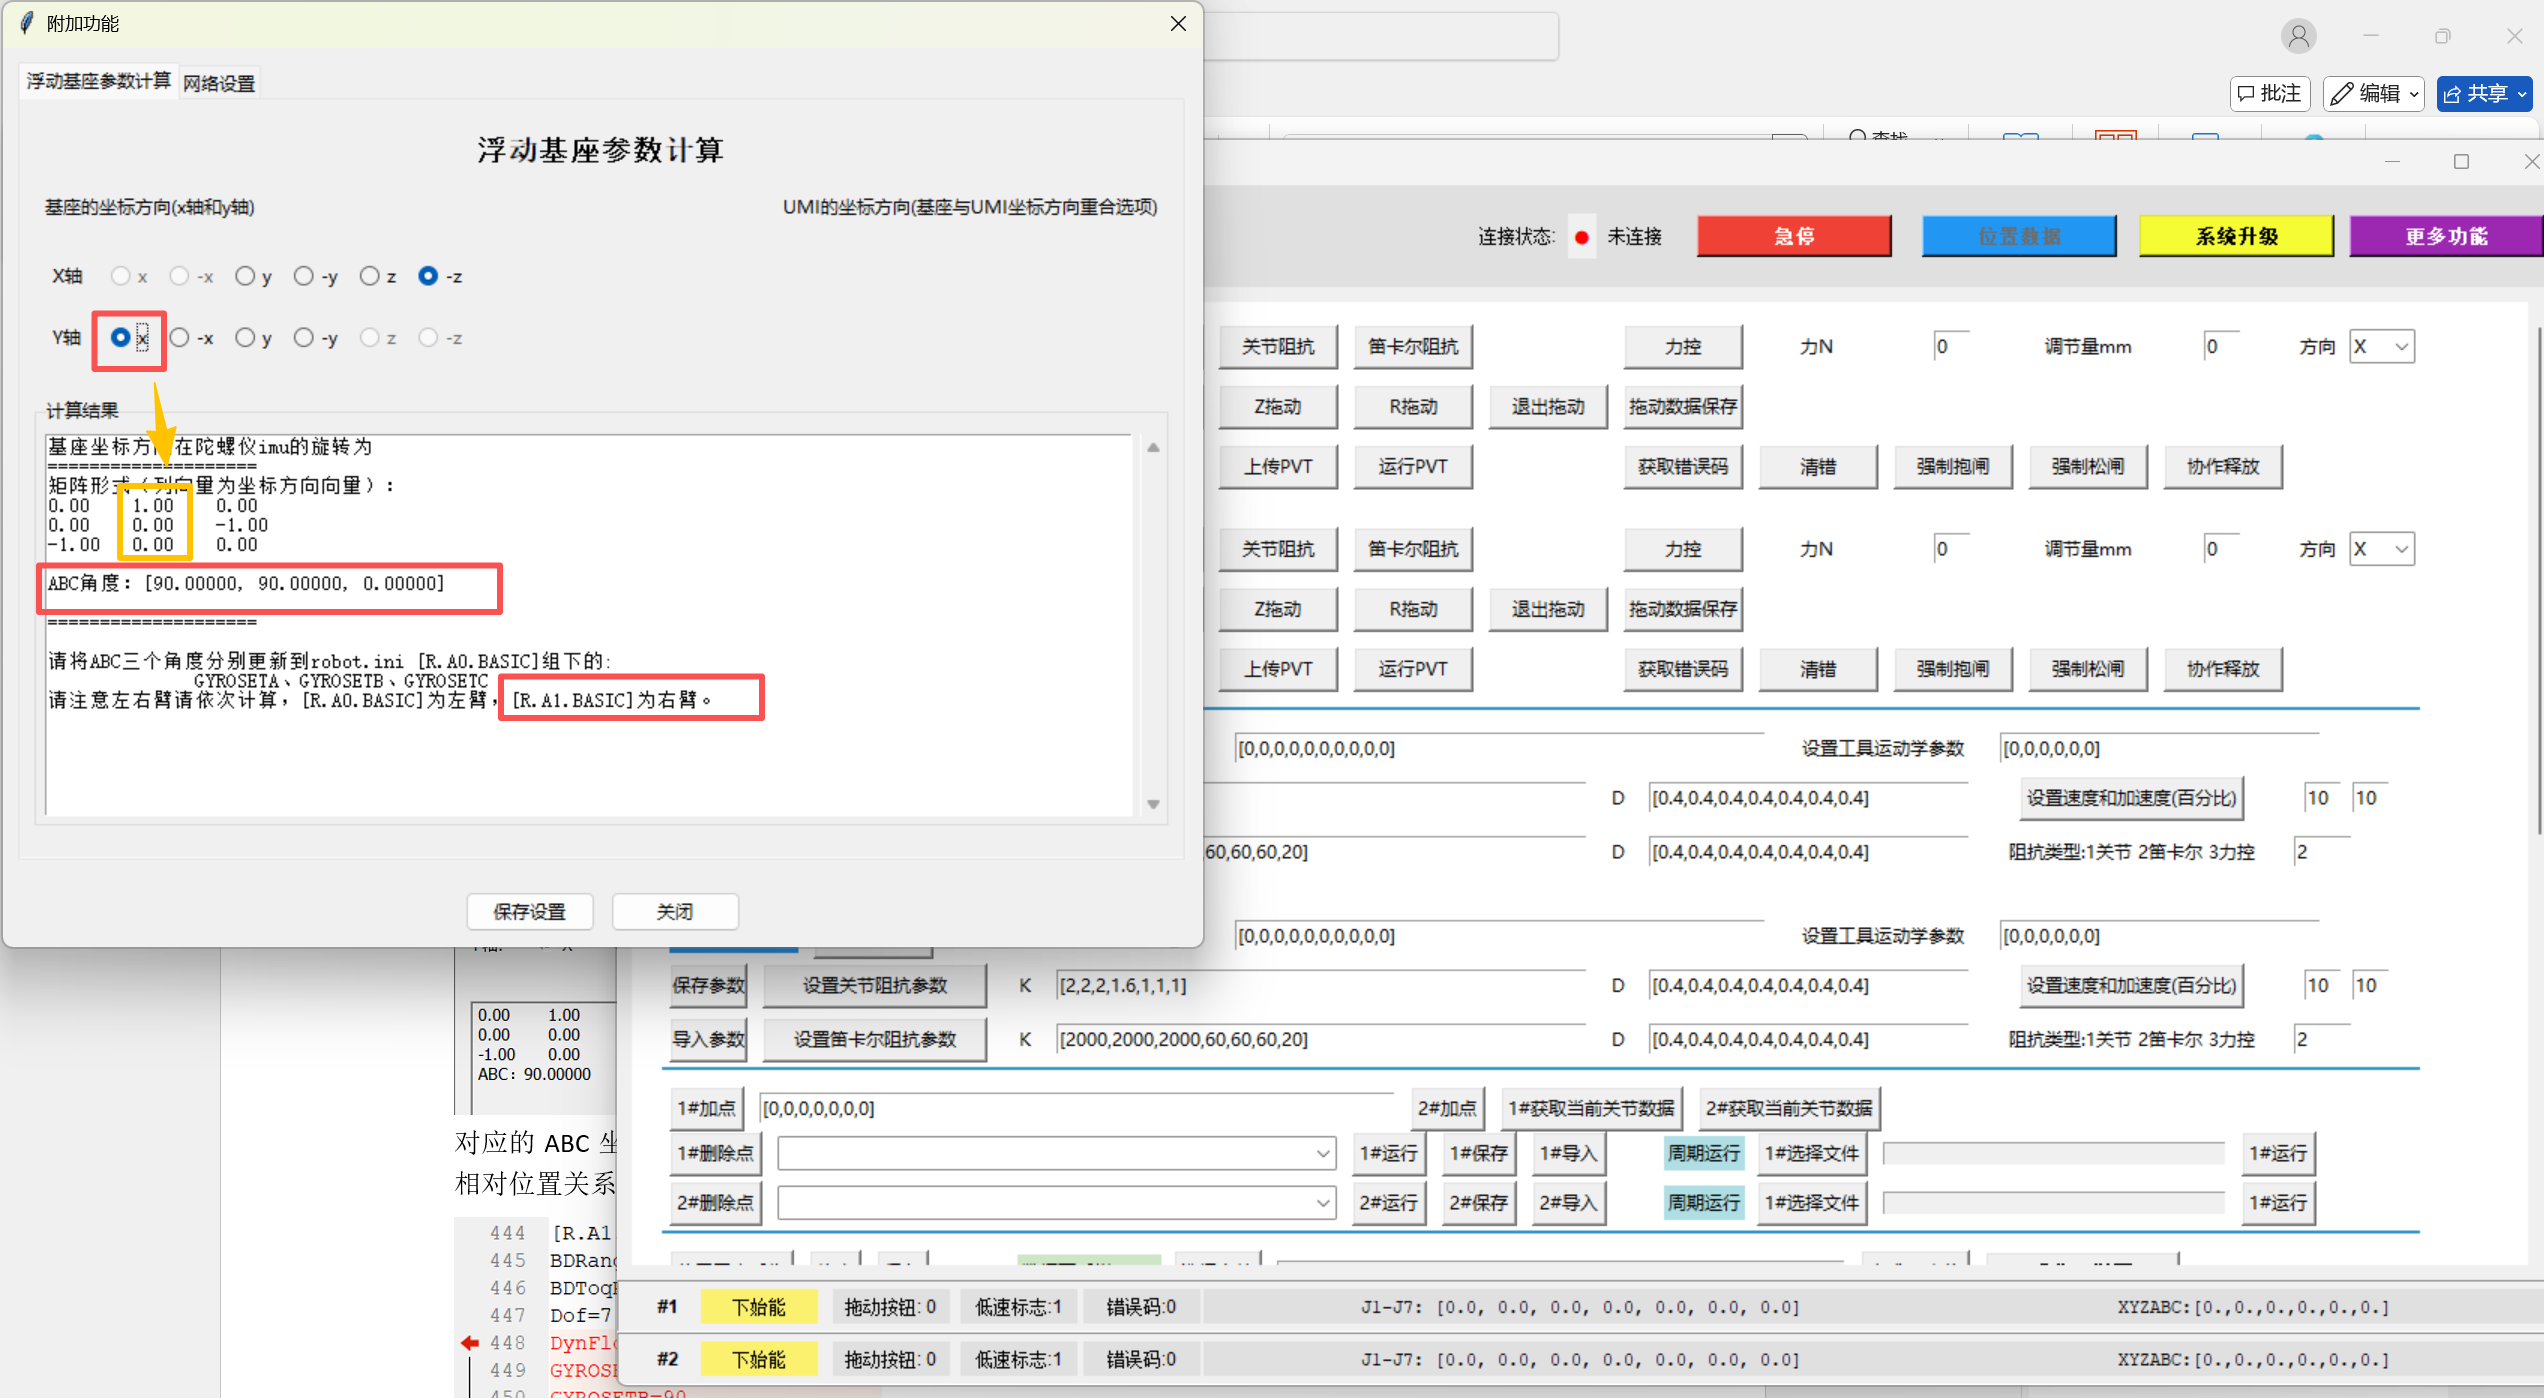 附加功能
浮动基座参数计算 网络设置
浮动基座参数计算
基座的坐标方向(x轴和y轴)
UMI的坐标方向(基座与UMI坐标方向重合选项)
X轴 x -x y -y z -z
Y轴 x -x y -y z -z
计算结果
基座坐标方 在陀螺仪imu的旋转为
====================
矩阵形式（列向量为坐标方向向量）:
0.00 1.00 0.00
0.00 0.00 -1.00
-1.00 0.00 0.00
ABC角度: [90.00000, 90.00000, 0.00000]
====================
请将ABC三个角度分别更新到robot.ini [R.A0.BASIC]组下的:
GYROSETA、GYROSETB、GYROSETC
请注意左右臂请依次计算，[R.A0.BASIC]为左臂，[R.A1.BASIC]为右臂。
保存设置 关闭
批注 编辑 共享
查找
连接状态: 未连接 急停 位置数据 系统升级 更多功能
关节阻抗 笛卡尔阻抗 力控 力N 0 调节量mm 0 方向 X
Z拖动 R拖动 退出拖动 拖动数据保存
上传PVT 运行PVT 获取错误码 清错 强制抱闸 强制松闸 协作释放
关节阻抗 笛卡尔阻抗 力控 力N 0 调节量mm 0 方向 X
Z拖动 R拖动 退出拖动 拖动数据保存
上传PVT 运行PVT 获取错误码 清错 强制抱闸 强制松闸 协作释放
[0,0,0,0,0,0,0,0,0,0] 设置工具运动学参数 [0,0,0,0,0,0]
D [0.4,0.4,0.4,0.4,0.4,0.4,0.4] 设置速度和加速度(百分比) 10 10
60,60,60,20] D [0.4,0.4,0.4,0.4,0.4,0.4,0.4] 阻抗类型:1关节 2笛卡尔 3力控 2
[0,0,0,0,0,0,0,0,0,0] 设置工具运动学参数 [0,0,0,0,0,0]
保存参数 设置关节阻抗参数 K [2,2,2,1.6,1,1,1] D [0.4,0.4,0.4,0.4,0.4,0.4,0.4] 设置速度和加速度(百分比) 10 10
导入参数 设置笛卡尔阻抗参数 K [2000,2000,2000,60,60,60,20] D [0.4,0.4,0.4,0.4,0.4,0.4,0.4] 阻抗类型:1关节 2笛卡尔 3力控 2
1#加点 [0,0,0,0,0,0,0] 2#加点 1#获取当前关节数据 2#获取当前关节数据
1#删除点 1#运行 1#保存 1#导入 周期运行 1#选择文件 1#运行
2#删除点 2#运行 2#保存 2#导入 周期运行 1#选择文件 1#运行
#1 下始能 拖动按钮: 0 低速标志:1 错误码:0 J1-J7: [0.0, 0.0, 0.0, 0.0, 0.0, 0.0, 0.0] XYZABC:[0.,0.,0.,0.,0.,0.]
#2 下始能 拖动按钮: 0 低速标志:1 错误码:0 J1-J7: [0.0, 0.0, 0.0, 0.0, 0.0, 0.0, 0.0] XYZABC:[0.,0.,0.,0.,0.,0.]
0.00 1.00
0.00 0.00
-1.00 0.00
ABC: 90.00000
对应的 ABC 坐
相对位置关系
444 [R.A1
445 BDRang
446
447 Dof=7
448 DynFl
449 GYROSE
450 GYROSETB=90